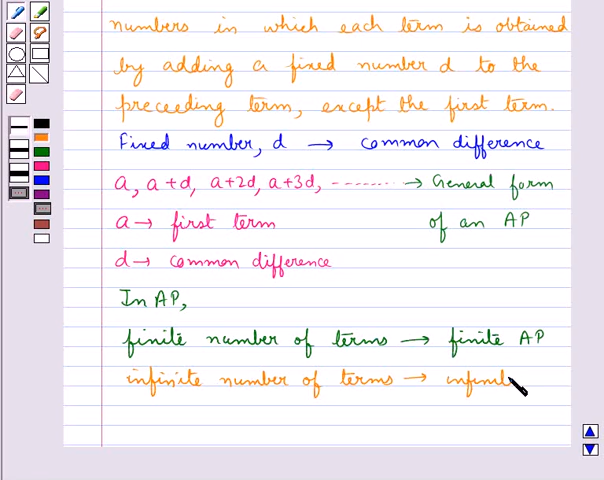 numbers in which each term is obtained
by adding a fixed number d to the
preceeding term, except the first term.
Fixed number, d → common difference
a, a+d, a+2d, a+3d, ---------→ General form
a → first term of an AP
d → common difference
In AP,
finite number of terms → finite AP
infinite number of terms → infinit